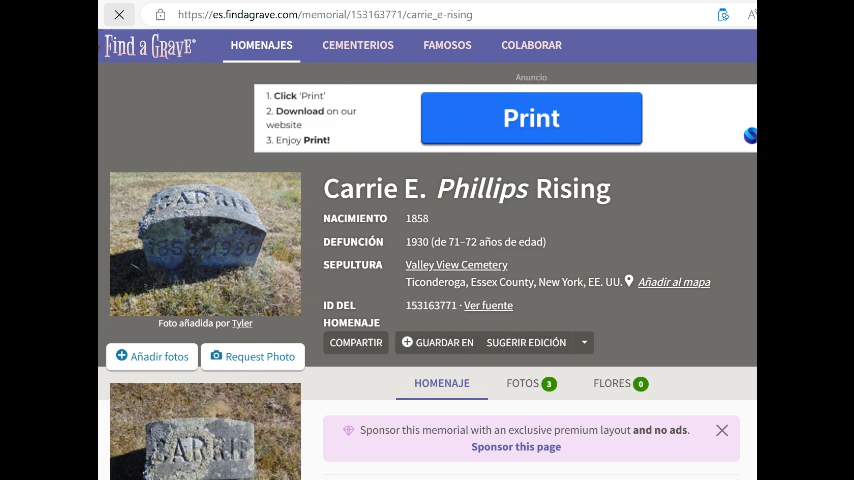 https://es.findagrave.com/memorial/153163771/carrie_e-rising
Find a Grave®
HOMENAJES
CEMENTERIOS
FAMOSOS
COLABORAR
Anuncio
1. Click 'Print'
2. Download on our
website
3. Enjoy Print!
Print
Carrie E. Phillips Rising
NACIMIENTO 1858
DEFUNCIÓN 1930 (de 71–72 años de edad)
SEPULTURA Valley View Cemetery
Ticonderoga, Essex County, New York, EE. UU. Añadir al mapa
ID DEL 153163771 · Ver fuente
HOMENAJE
COMPARTIR
GUARDAR EN
SUGERIR EDICIÓN
CARRIE
1858-1930
Foto añadida por Tyler
Añadir fotos
Request Photo
HOMENAJE
FOTOS 3
FLORES 0
CARRIE
Sponsor this memorial with an exclusive premium layout and no ads.
Sponsor this page